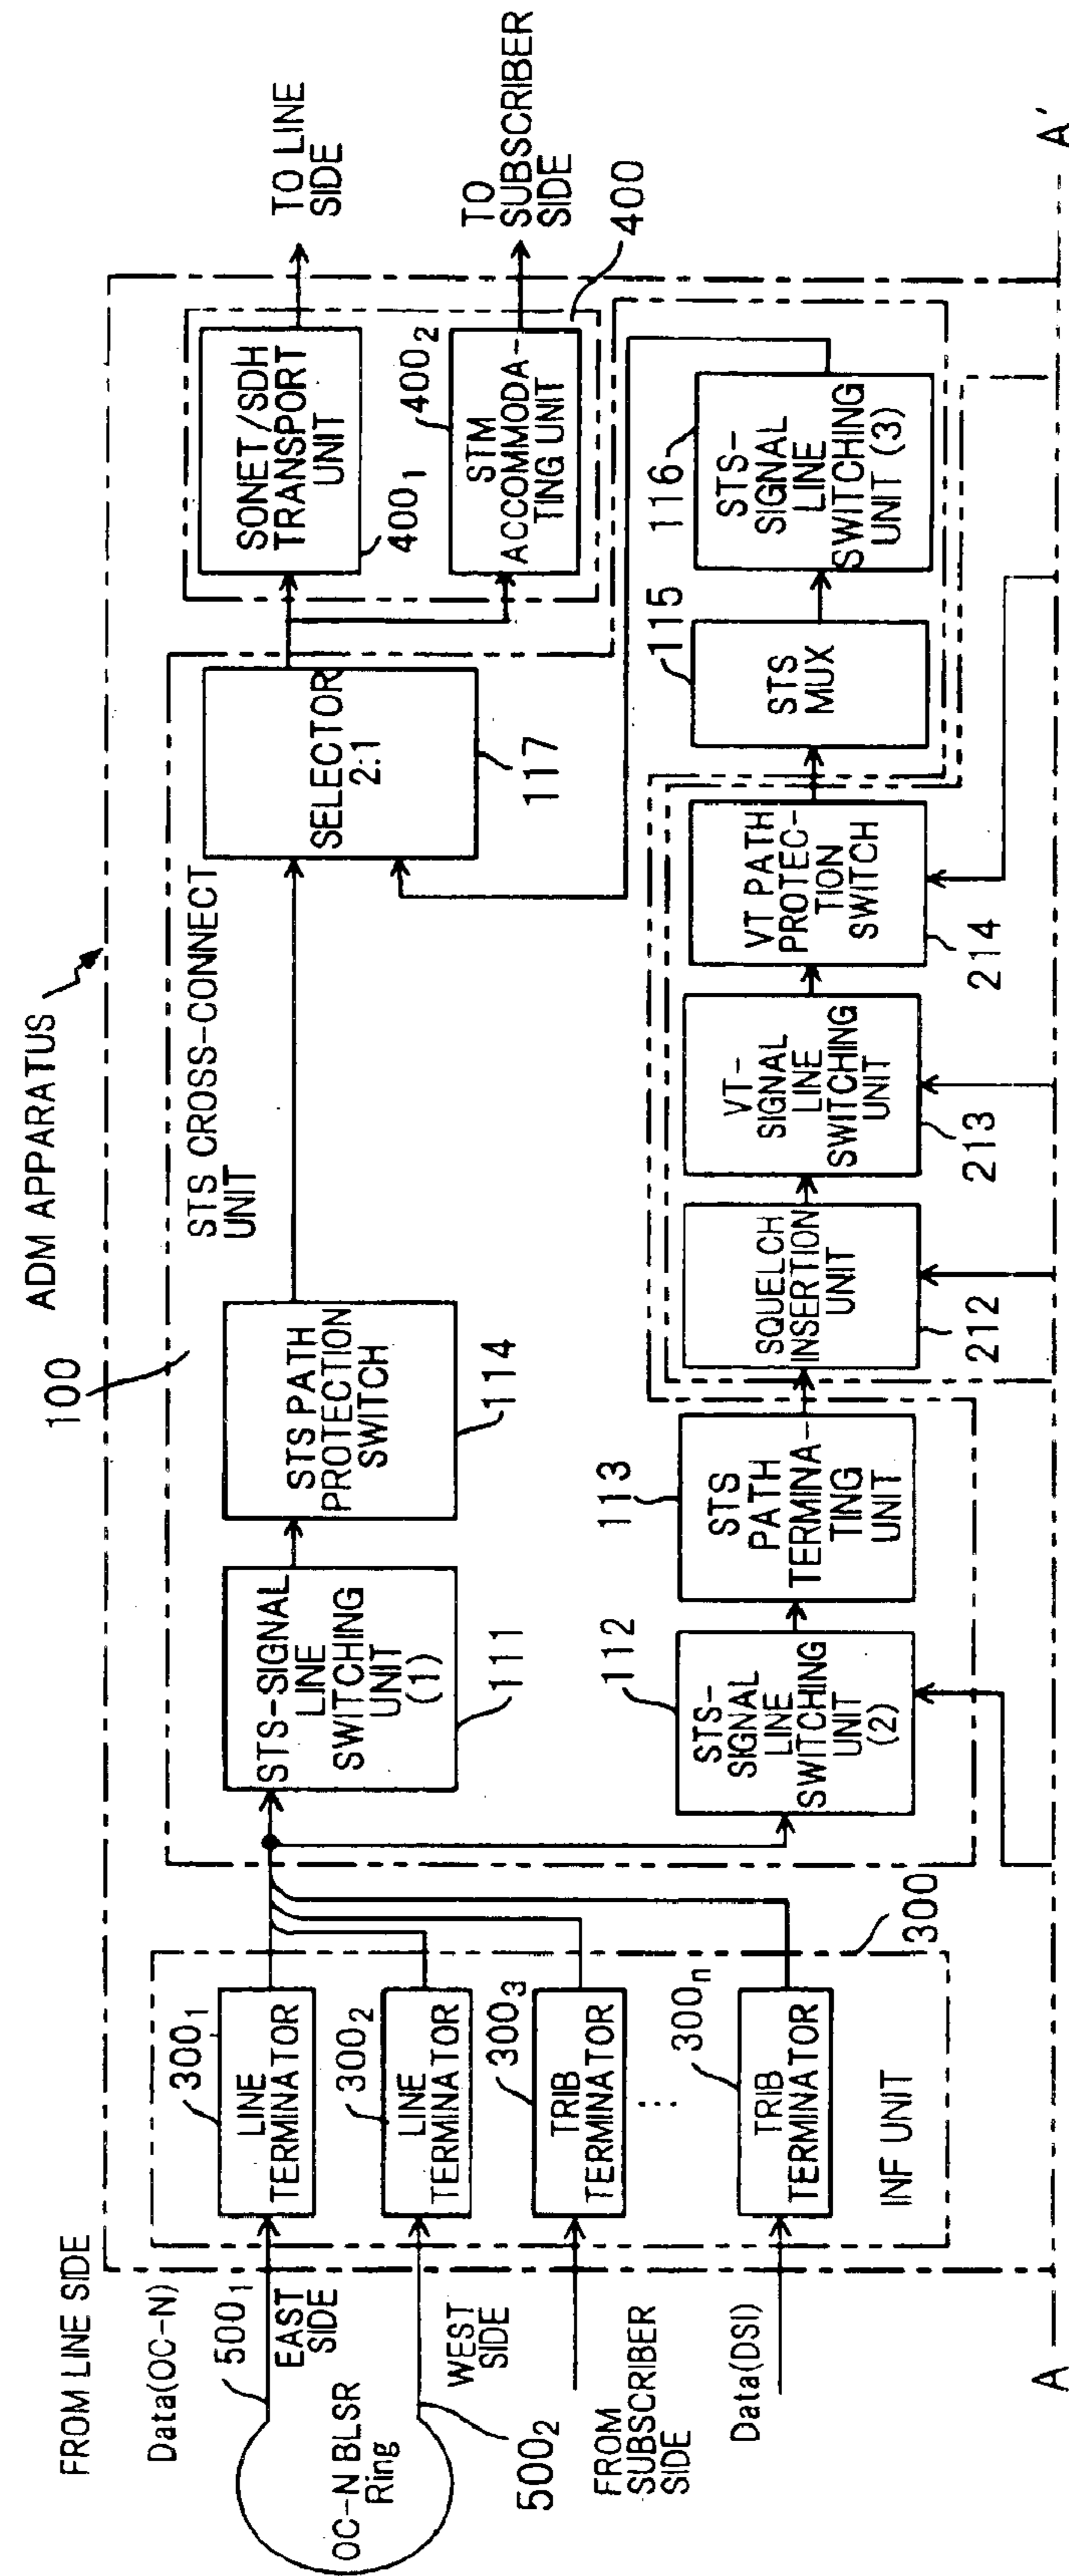 ADM APPARATUS
100
FROM LINE SIDE
Data(OC-N)
500₁
EAST
SIDE
OC-N BLSR
Ring
WEST
SIDE
500₂
FROM
SUBSCRIBER
SIDE
Data(DSI)
300₁
LINE
TERMINATOR
300₂
LINE
TERMINATOR
300₃
TRIB
TERMINATOR
⋮
300ₙ
TRIB
TERMINATOR
INF UNIT
300
STS CROSS-CONNECT
UNIT
STS-SIGNAL
LINE
SWITCHING
UNIT
(1)
111
STS PATH
PROTECTION
SWITCH
114
SELECTOR
2:1
117
SONET/SDH
TRANSPORT
UNIT
400₁
TO LINE
SIDE
STM
ACCOMMODA-
TING UNIT
400₂
TO
SUBSCRIBER
SIDE
400
112
STS-
SIGNAL
LINE
SWITCHING
UNIT
(2)
113
STS
PATH
TERMINA-
TING
UNIT
SQUELCH
INSERTION
UNIT
212
VT-
SIGNAL
LINE
SWITCHING
UNIT
213
VT PATH
PROTEC-
TION
SWITCH
214
115
STS
MUX
116
STS-
SIGNAL
LINE
SWITCHING
UNIT (3)
A
A'